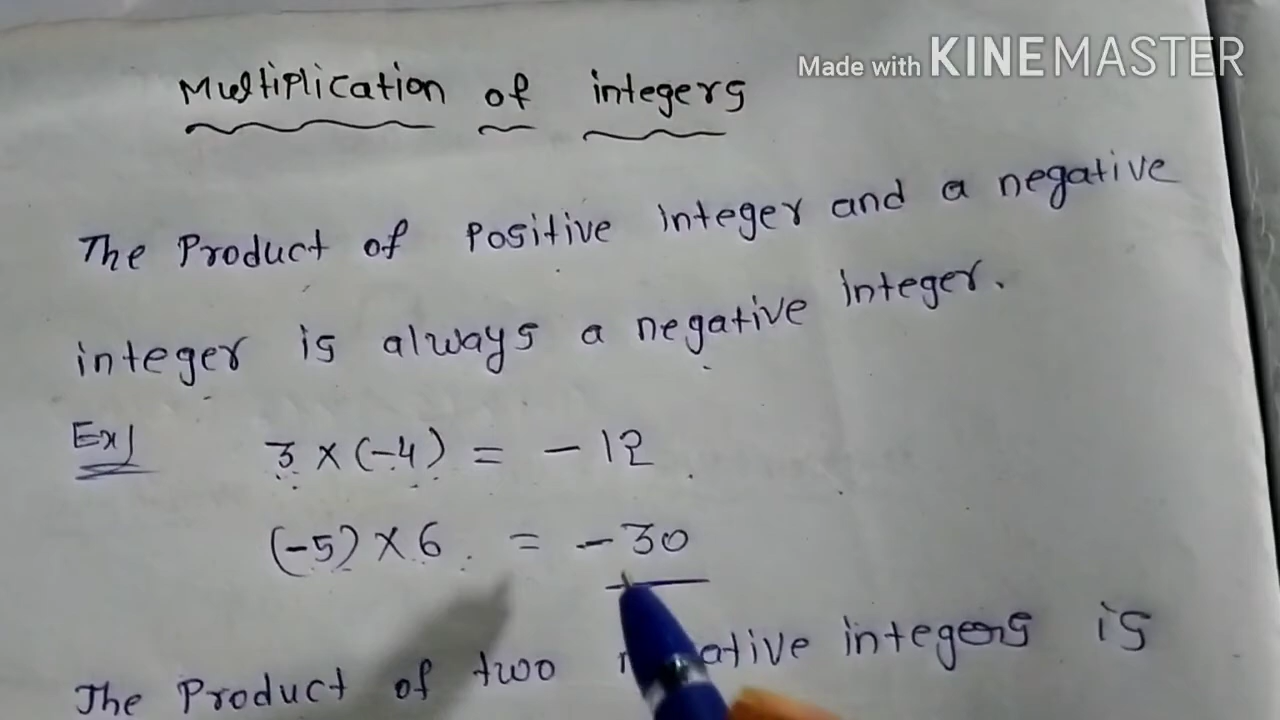 Made with KINEMASTER
Multiplication of integers
The Product of Positive integer and a negative
integer is always a negative integer.
Ex) 3 × (-4) = -12
(-5) × 6 = -30
The Product of two integers is